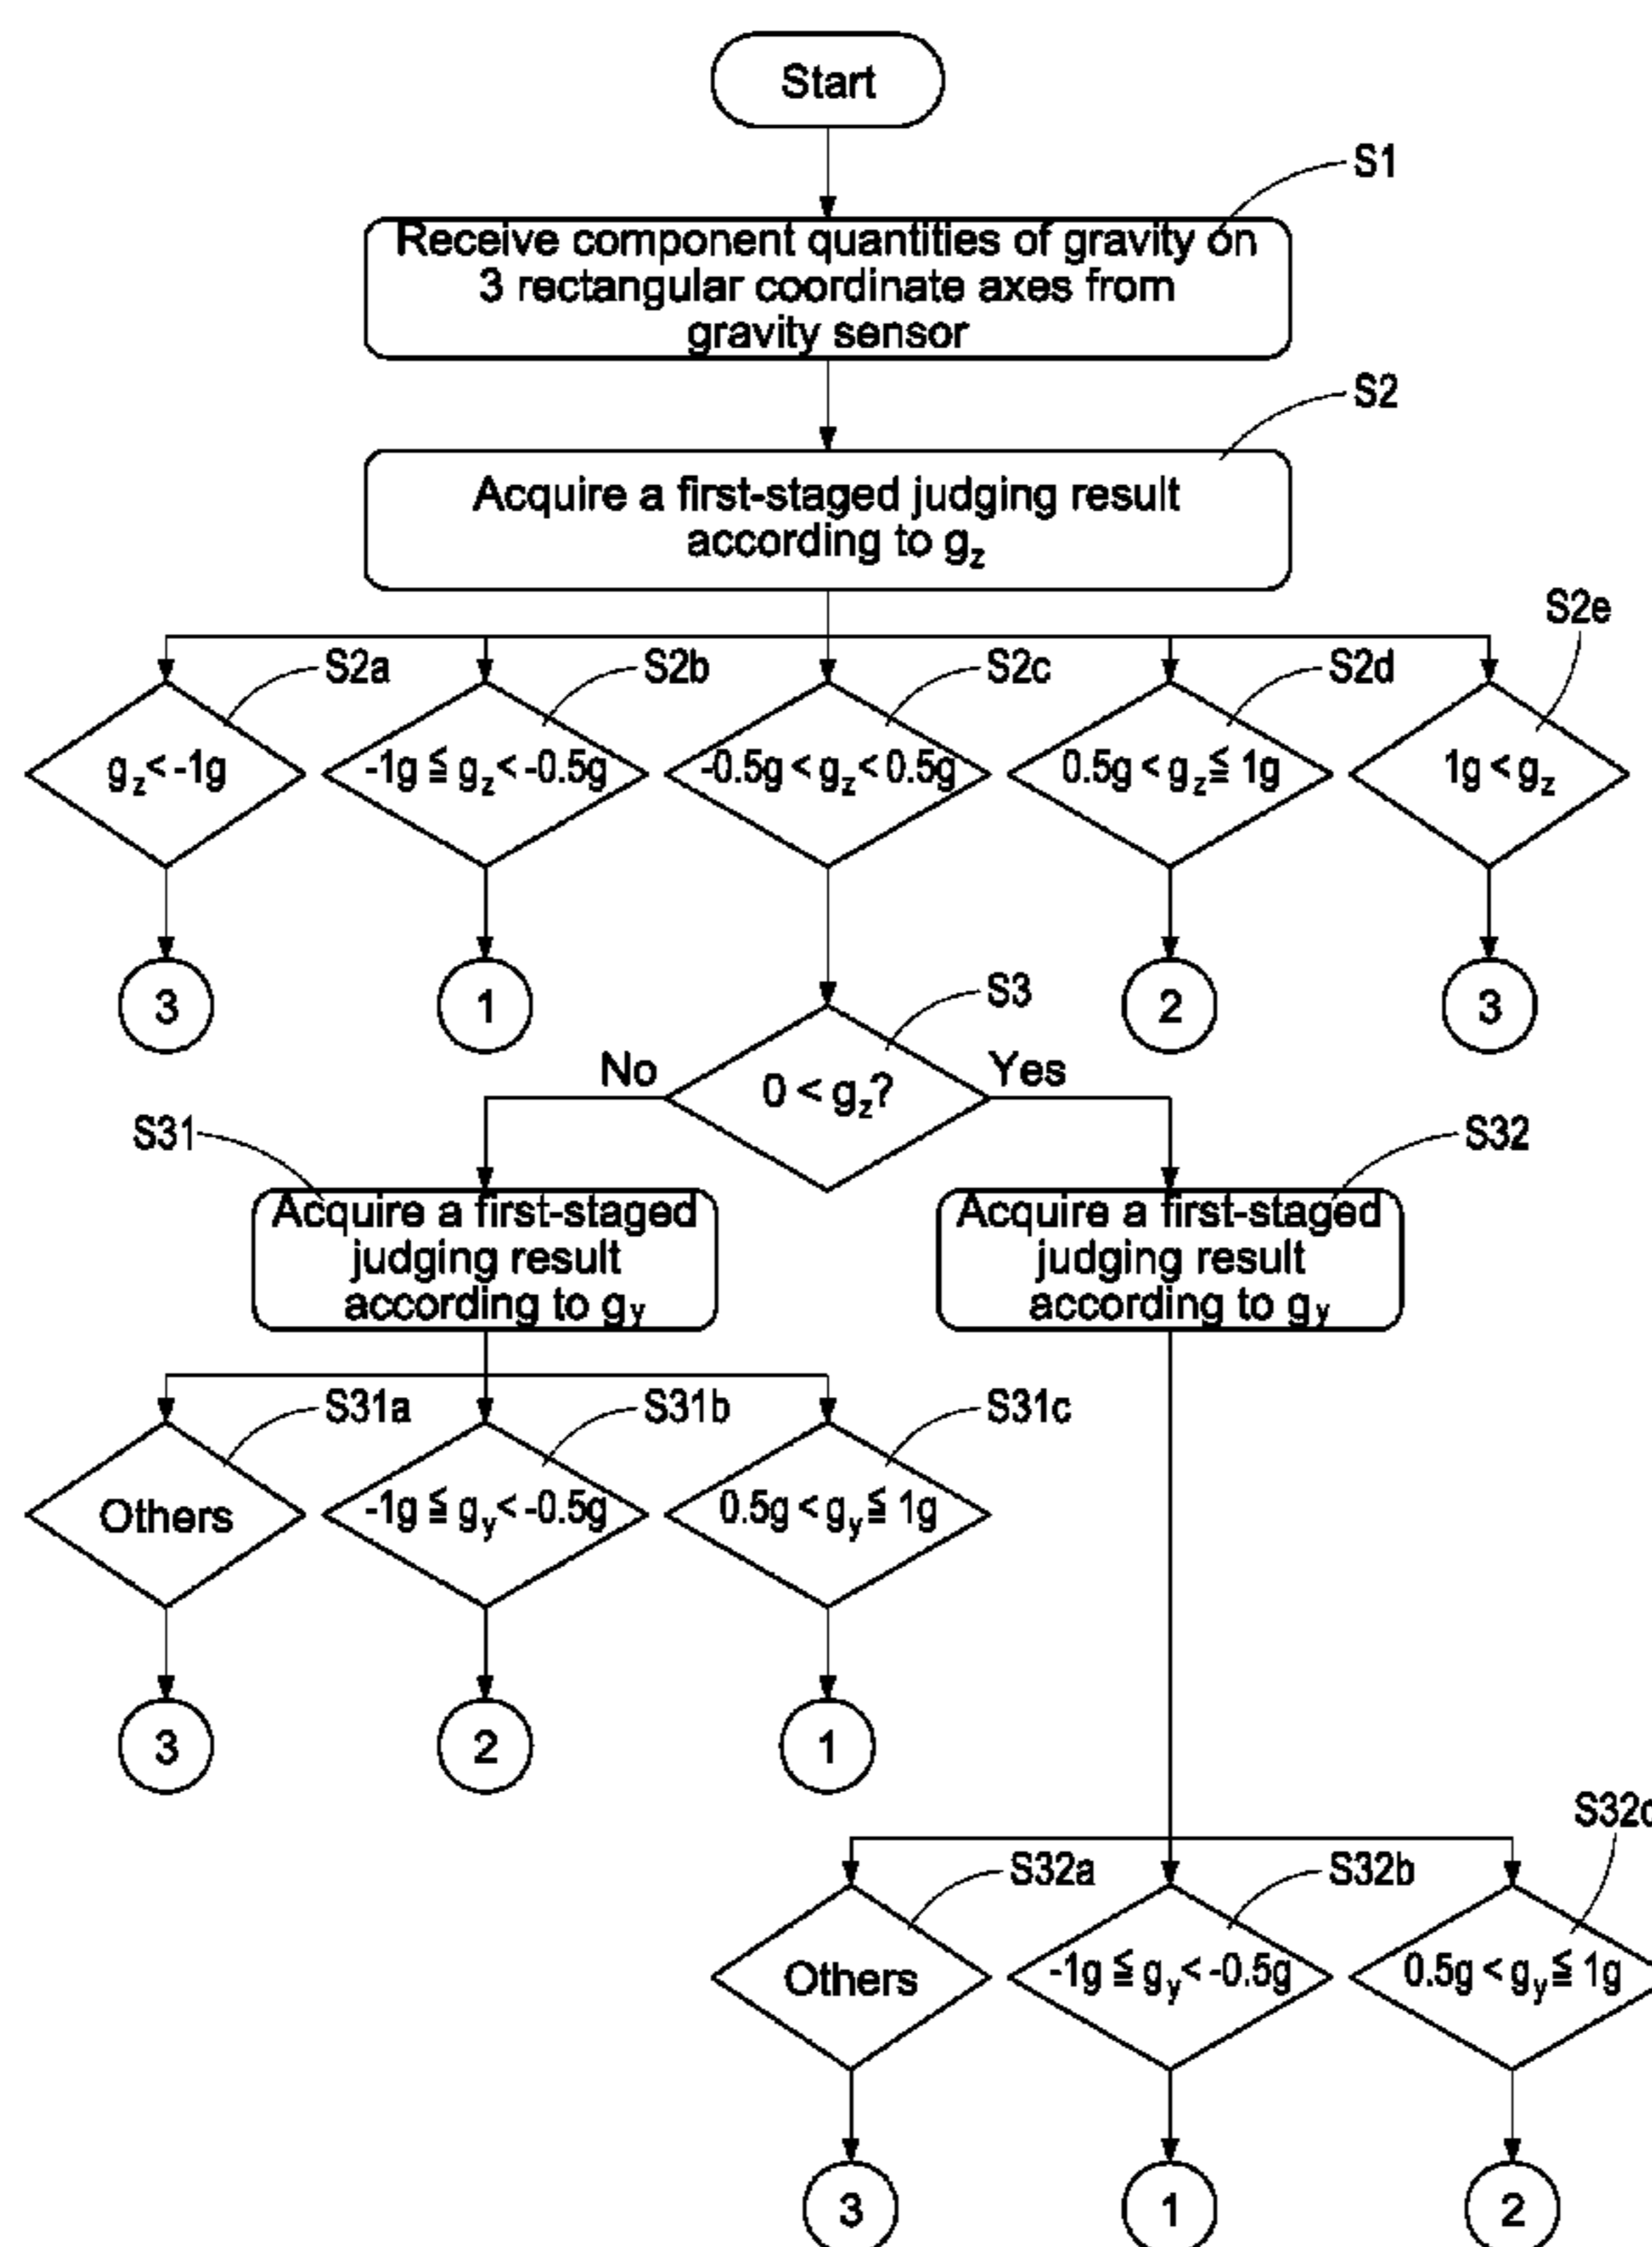 Start
S1
Receive component quantities of gravity on
3 rectangular coordinate axes from
gravity sensor
S2
Acquire a first-staged judging result
according to gz
S2e
S2a
S2b
S2c
S2d
gz < -1g
-1g ≦ gz < -0.5g
-0.5g < gz < 0.5g
0.5g < gz ≦ 1g
1g < gz
3
1
2
3
S3
No
0 < gz?
Yes
S31
S32
Acquire a first-staged
judging result
according to gy
Acquire a first-staged
judging result
according to gy
S31a
S31b
S31c
Others
-1g ≦ gy < -0.5g
0.5g < gy ≦ 1g
3
2
1
S32a
S32b
Others
-1g ≦ gy < -0.5g
0.5g < gy ≦ 1g
3
1
2